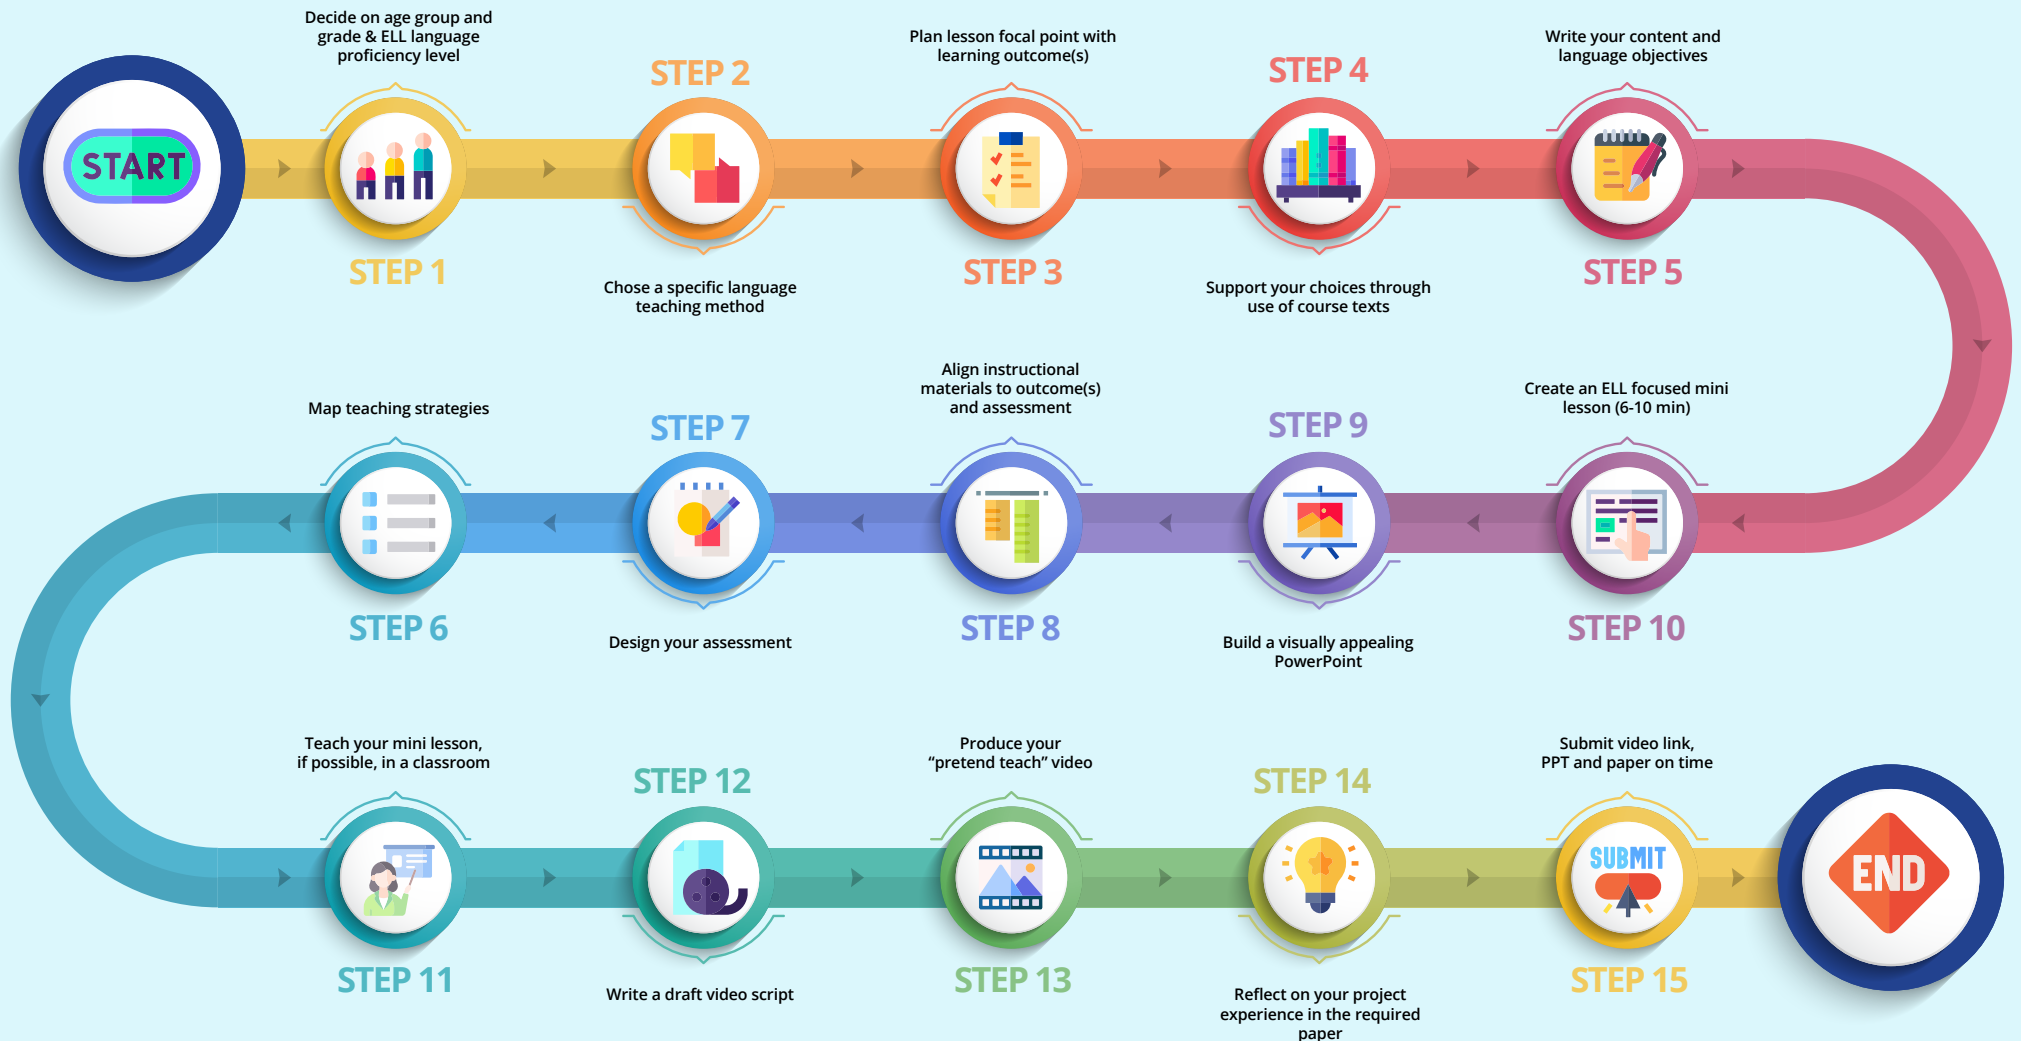 START
Decide on age group and
grade & ELL language
proficiency level
STEP 1
STEP 2
Chose a specific language
teaching method
Plan lesson focal point with
learning outcome(s)
STEP 3
STEP 4
Support your choices through
use of course texts
Write your content and
language objectives
STEP 5
Map teaching strategies
STEP 6
STEP 7
Design your assessment
Align instructional
materials to outcome(s)
and assessment
STEP 8
STEP 9
Build a visually appealing
PowerPoint
Create an ELL focused mini
lesson (6-10 min)
STEP 10
Teach your mini lesson,
if possible, in a classroom
STEP 11
STEP 12
Write a draft video script
Produce your
“pretend teach” video
STEP 13
STEP 14
Reflect on your project
experience in the required
paper
Submit video link,
PPT and paper on time
SUBMIT
STEP 15
END